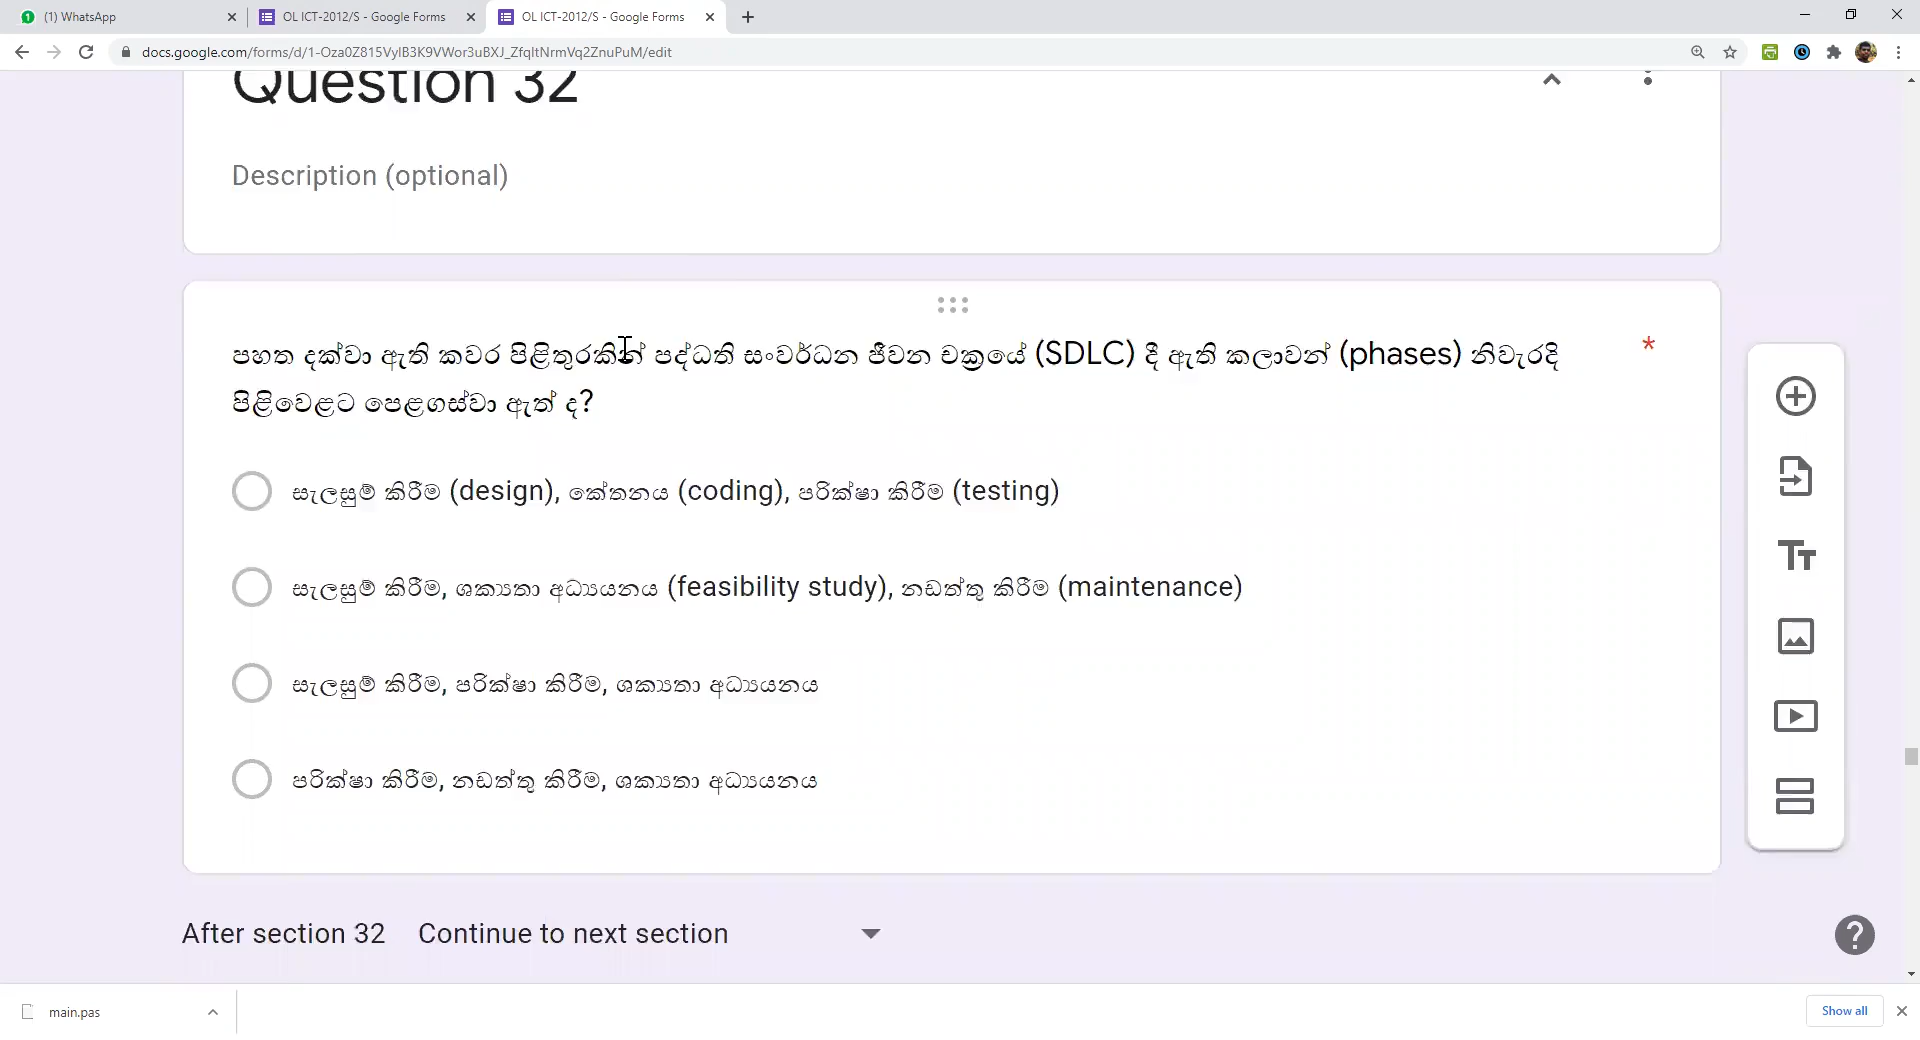 (1) WhatsApp
OL ICT-2012/S - Google Forms
OL ICT-2012/S - Google Forms
docs.google.com/forms/d/1-Oza0Z815VylB3K9VWor3uBXJ_ZfqItNrmVq2ZnuPuM/edit
Question 32
Description (optional)
පහත දක්වා ඇති කවර පිළිතුරකින් පද්ධති සංවර්ධන ජීවන චක්‍රයේ (SDLC) දී ඇති කලාවන් (phases) නිවැරදි *
පිළිවෙළට පෙළගස්වා ඇත් ද?
සැලසුම් කිරීම (design), කේතනය (coding), පරික්ෂා කිරීම (testing)
සැලසුම් කිරීම, ශක්‍යතා අධ්‍යයනය (feasibility study), නඩත්තු කිරීම (maintenance)
සැලසුම් කිරීම, පරික්ෂා කිරීම, ශක්‍යතා අධ්‍යයනය
පරික්ෂා කිරීම, නඩත්තු කිරීම, ශක්‍යතා අධ්‍යයනය
After section 32 Continue to next section
main.pas
Show all